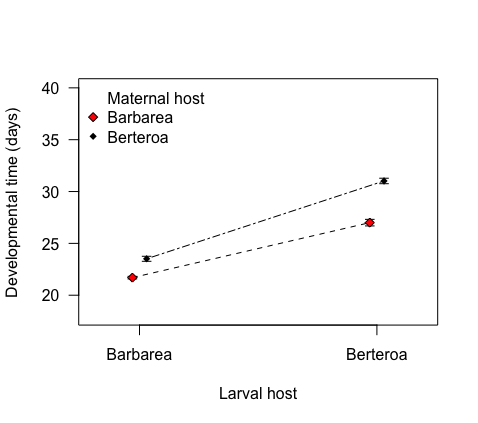 Maternal host
Barbarea
Berteroa
40
35
30
25
20
Developmental time (days)
Barbarea
Berteroa
Larval host